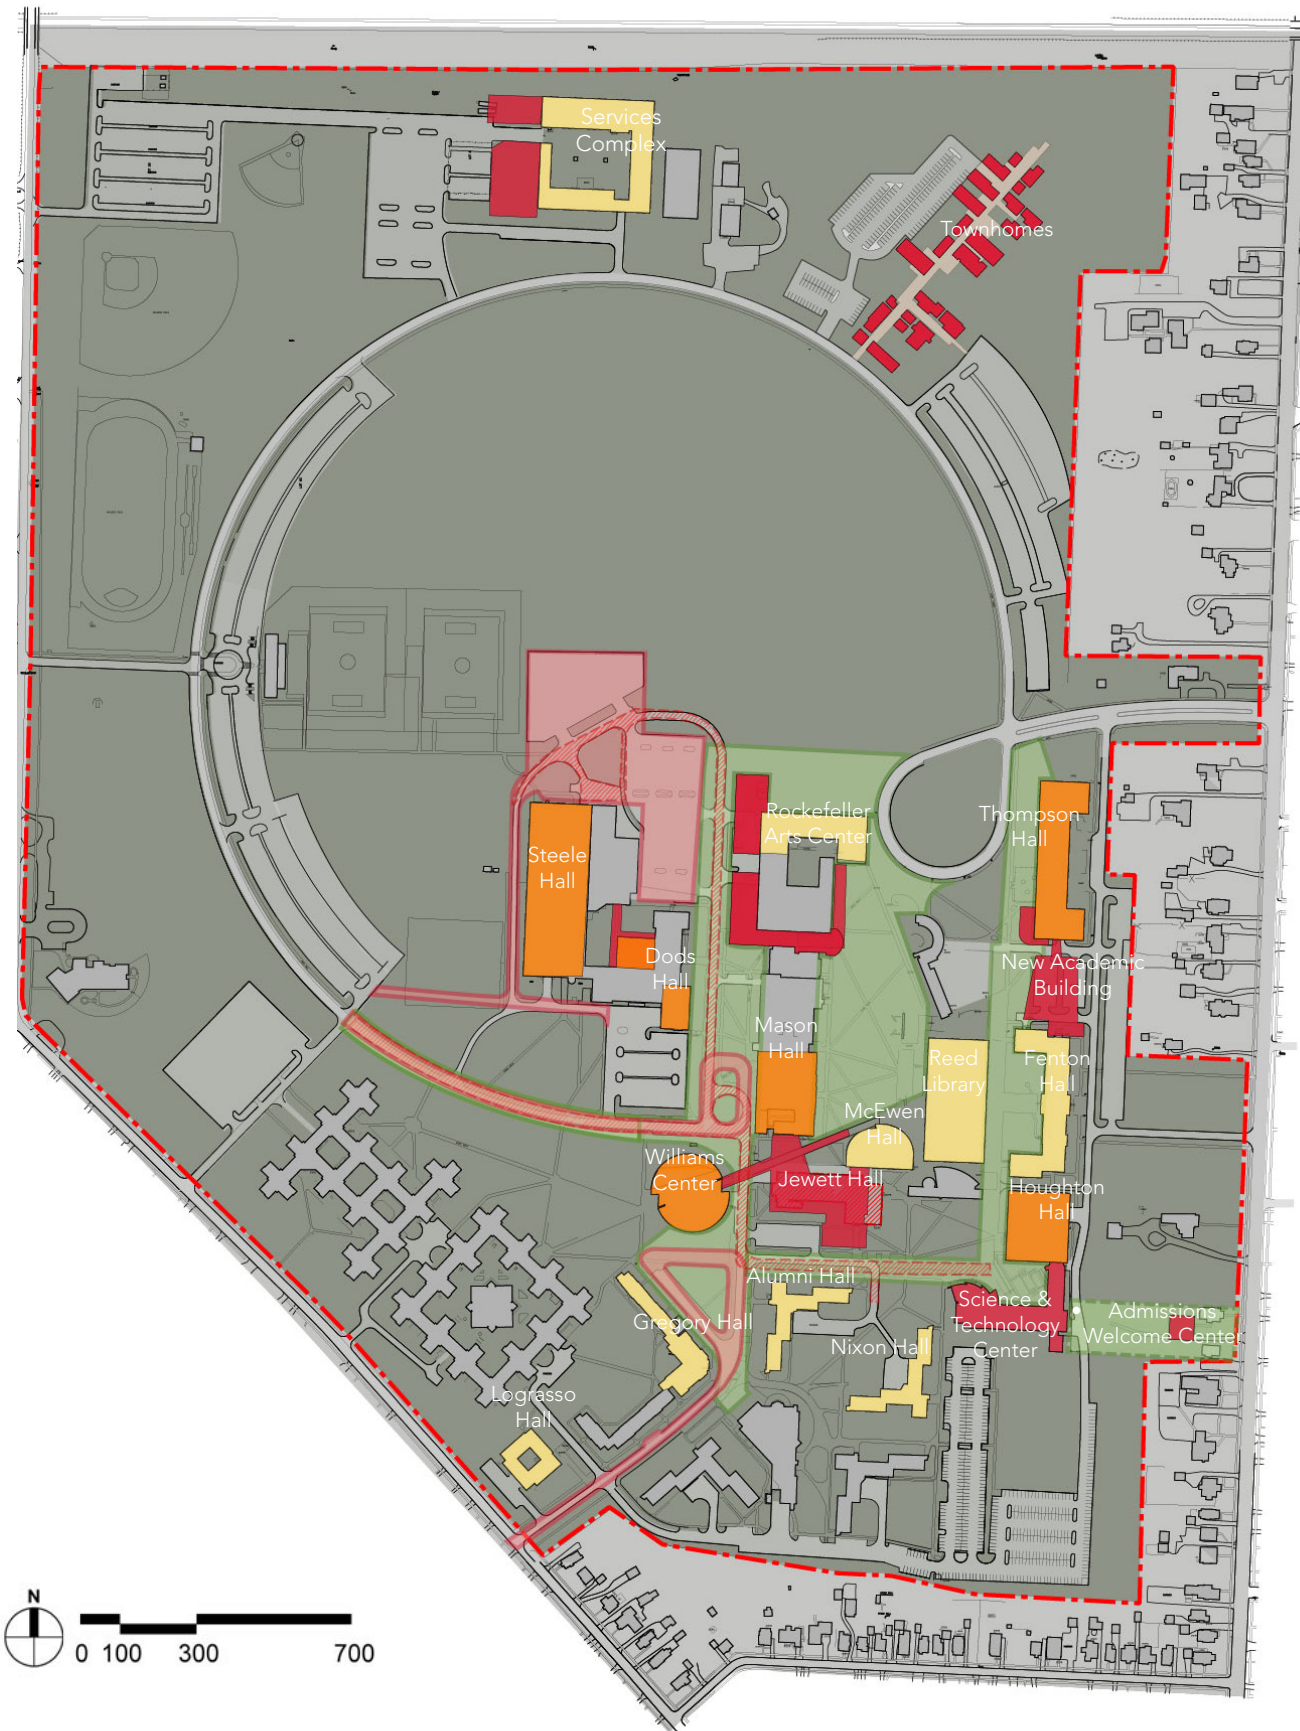 Services
Complex
Townhomes
Rockefeller
Arts Center
Thompson
Hall
Steele
Hall
Dods
Hall
New Academic
Building
Mason
Hall
Reed
Library
Fenton
Hall
McEwen
Hall
Williams
Center
Jewett Hall
Houghton
Hall
Alumni Hall
Science &
Technology
Center
Admissions
Welcome Center
Gregory Hall
Nixon Hall
Lograsso
Hall
N
0 100 300 700